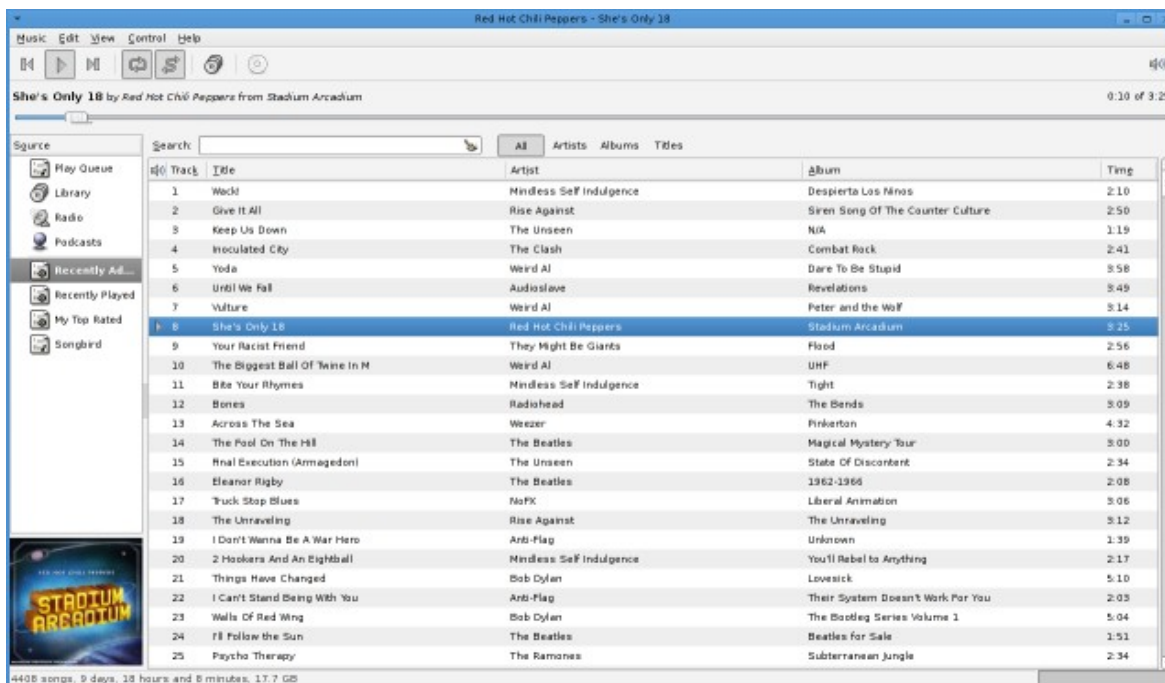 Red Hot Chili Peppers - She's Only 18
Music Edit View Control Help
She's Only 18 by Red Hot Chili Peppers from Stadium Arcadium 0:10 of 3:2
Source Search: All Artists Albums Titles
Play Queue
Library
Radio
Podcasts
Recently Ad...
Recently Played
My Top Rated
Songbird
Track Title Artist Album Time
1 Wack! Mindless Self Indulgence Despierta Los Ninos 2:10
2 Give It All Rise Against Siren Song Of The Counter Culture 2:50
3 Keep Us Down The Unseen N/A 1:19
4 Inoculated City The Clash Combat Rock 2:41
5 Yoda Weird Al Dare To Be Stupid 3:58
6 Until We Fall Audioslave Revelations 3:49
7 Vulture Weird Al Peter and the Wolf 3:14
8 She's Only 18 Red Hot Chili Peppers Stadium Arcadium 3:25
9 Your Racist Friend They Might Be Giants Flood 2:56
10 The Biggest Ball Of Twine In M Weird Al UHF 6:48
11 Bite Your Rhymes Mindless Self Indulgence Tight 2:38
12 Bones Radiohead The Bends 3:09
13 Across The Sea Weezer Pinkerton 4:32
14 The Fool On The Hill The Beatles Magical Mystery Tour 3:00
15 Final Execution (Armagedon) The Unseen State Of Discontent 2:34
16 Eleanor Rigby The Beatles 1962-1966 2:08
17 Truck Stop Blues NoFX Liberal Animation 3:06
18 The Unraveling Rise Against The Unraveling 3:12
19 I Don't Wanna Be A War Hero Anti-Flag Unknown 1:39
20 2 Hookers And An Eightball Mindless Self Indulgence You'll Rebel to Anything 2:17
21 Things Have Changed Bob Dylan Lovesick 5:10
22 I Can't Stand Being With You Anti-Flag Their System Doesn't Work For You 2:03
23 Walls Of Red Wing Bob Dylan The Bootleg Series Volume 1 5:04
24 I'll Follow the Sun The Beatles Beatles for Sale 1:51
25 Psycho Therapy The Ramones Subterranean Jungle 2:34
RED HOT CHILI PEPPERS
STADIUM
ARCADIUM
4408 songs, 9 days, 18 hours and 8 minutes, 17.7 GB